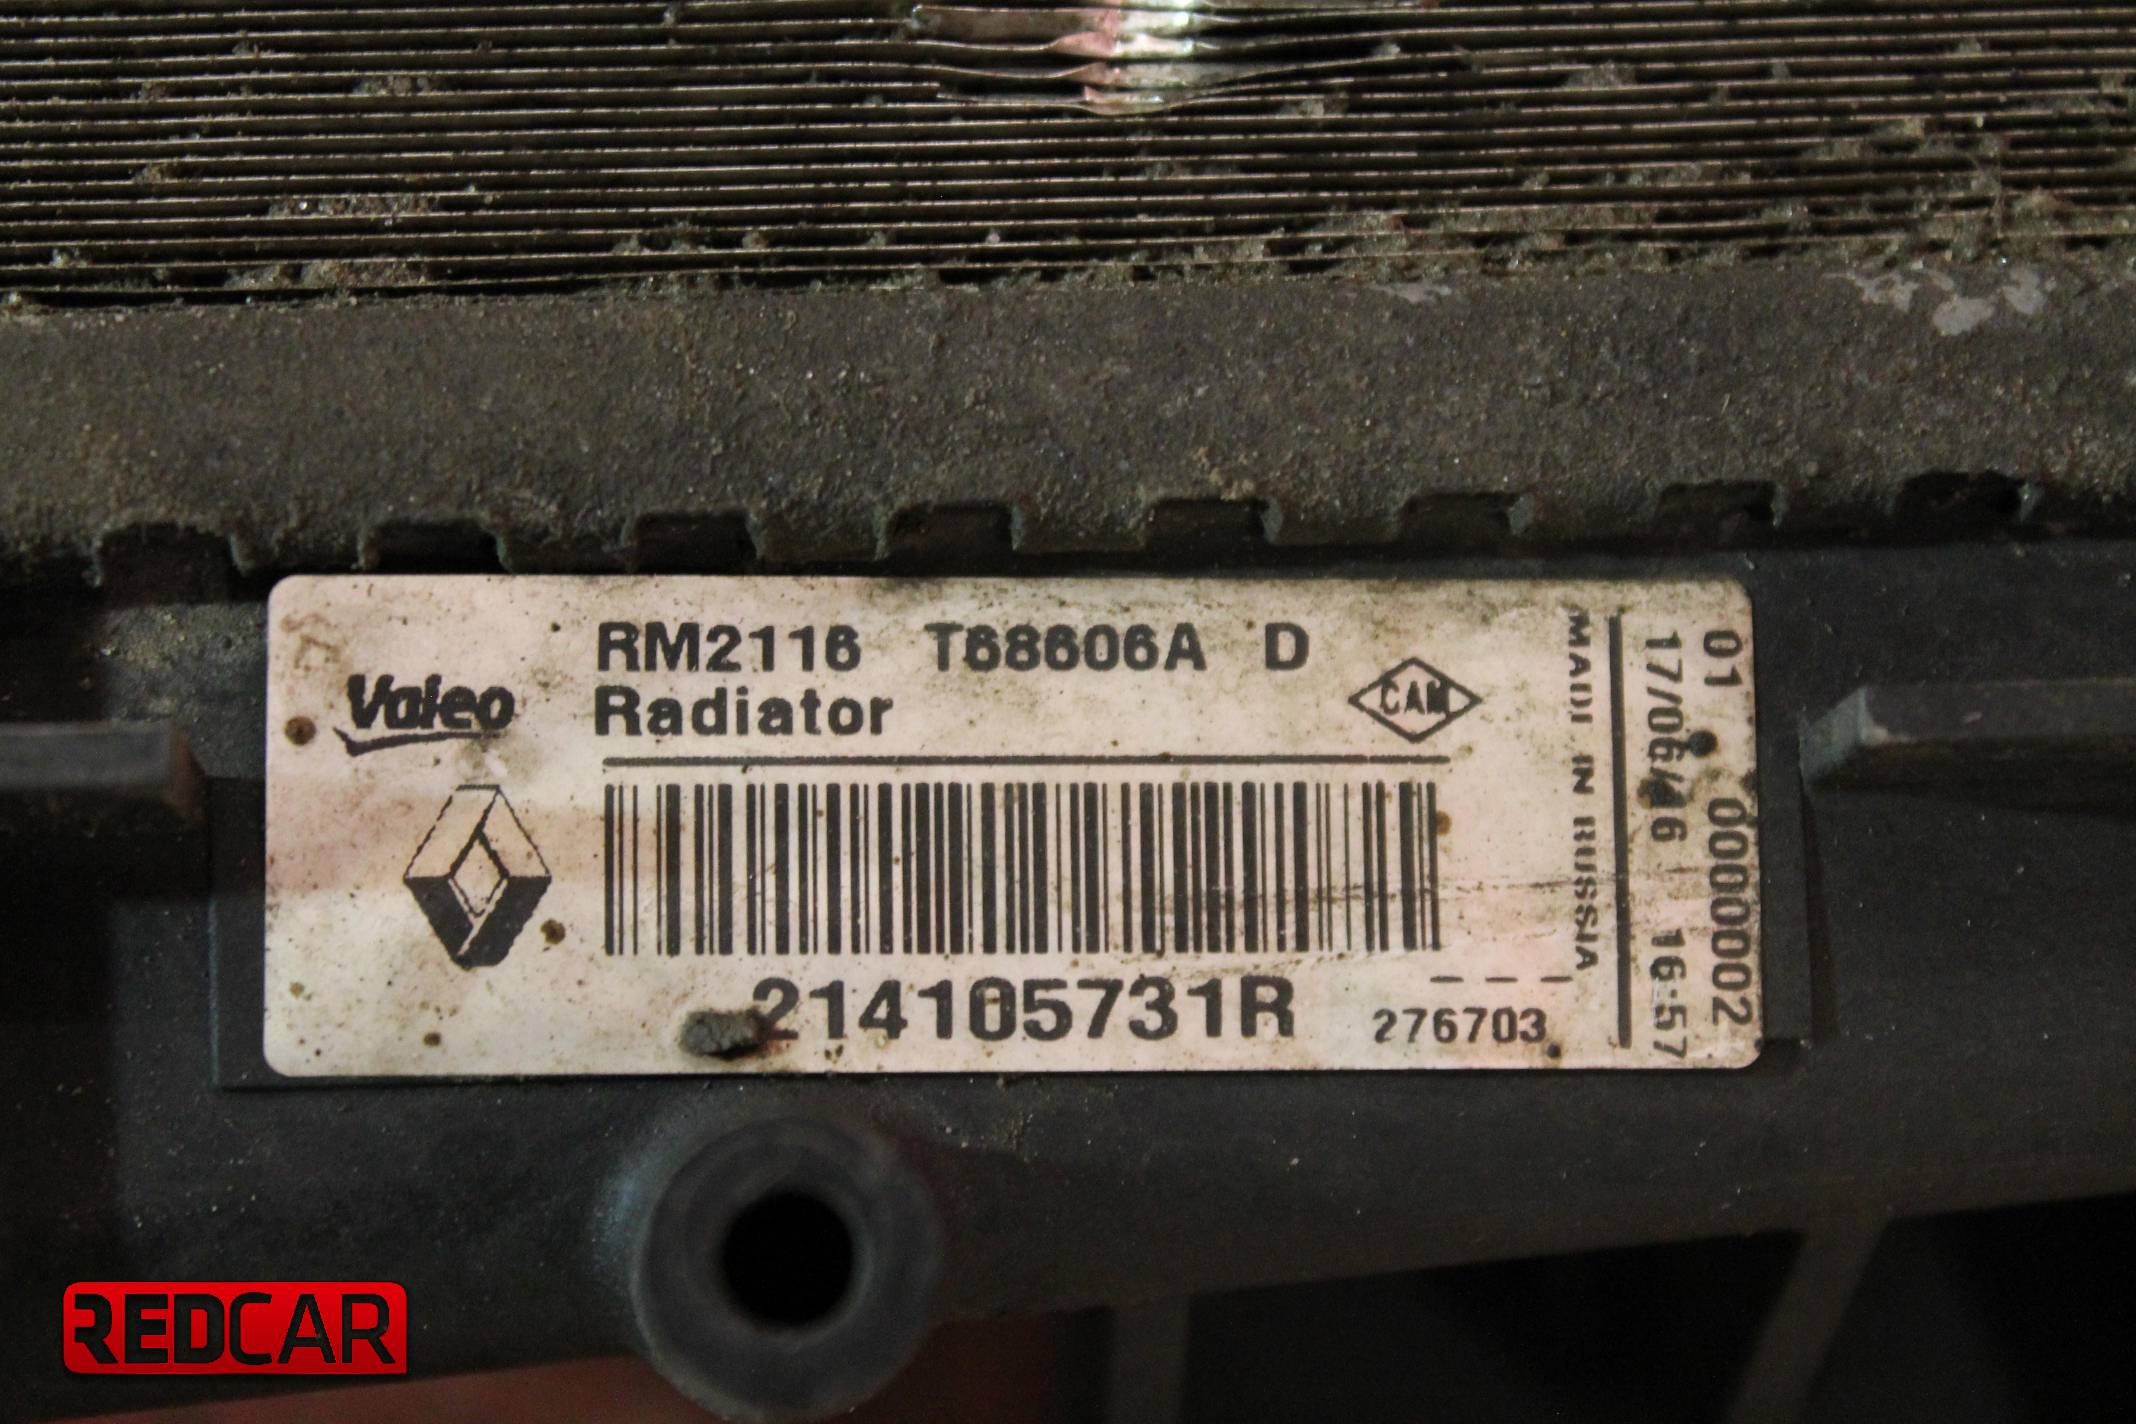 RM2116 T68606A D
Valeo
Radiator
CAM
214105731R
276703
MADE IN RUSSIA
01 0000002
17/06/16 16:57
REDCAR